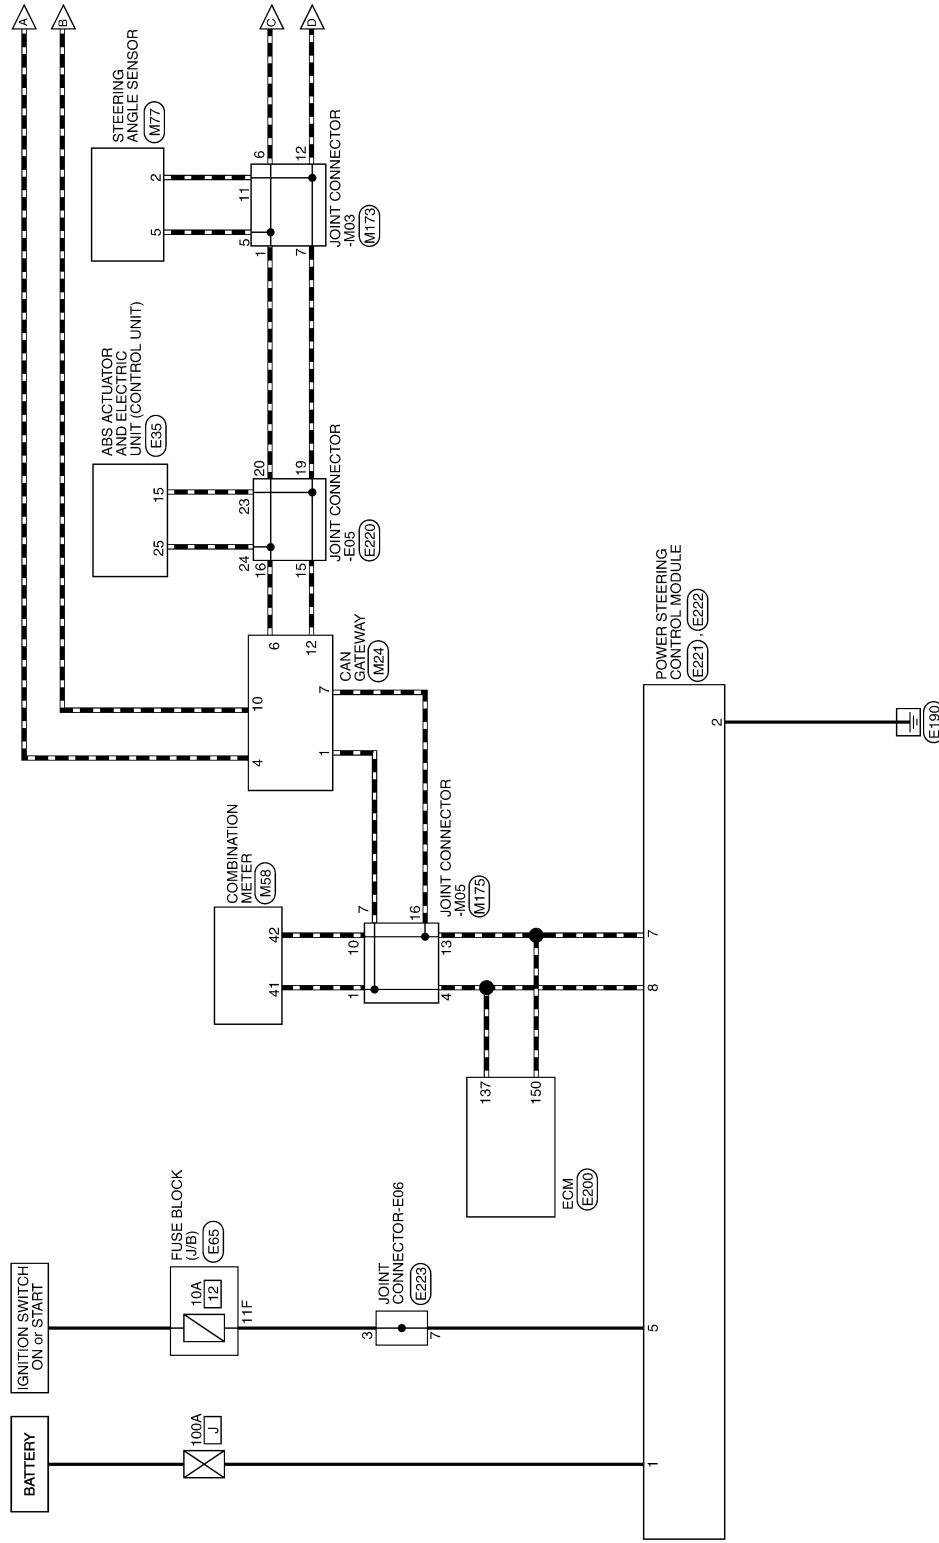 A
B
C
D
STEERING
ANGLE SENSOR
M77
2
5
11
5
6
12
1
7
JOINT CONNECTOR
-M03
M173
ABS ACTUATOR
AND ELECTRIC
UNIT (CONTROL UNIT)
E35
15
25
23
24
20
19
16
15
JOINT CONNECTOR
-E05
E220
6
12
10
4
7
1
CAN
GATEWAY
M24
COMBINATION
METER
M58
42
41
10
1
7
16
13
4
JOINT CONNECTOR
-M05
M175
137
150
ECM
E200
POWER STEERING
CONTROL MODULE
E221 , E222
2
7
8
5
1
(E190)
IGNITION SWITCH
ON or START
FUSE BLOCK
(J/B)
E65
10A
12
11F
JOINT
CONNECTOR-E06
E223
3
7
BATTERY
100A
J